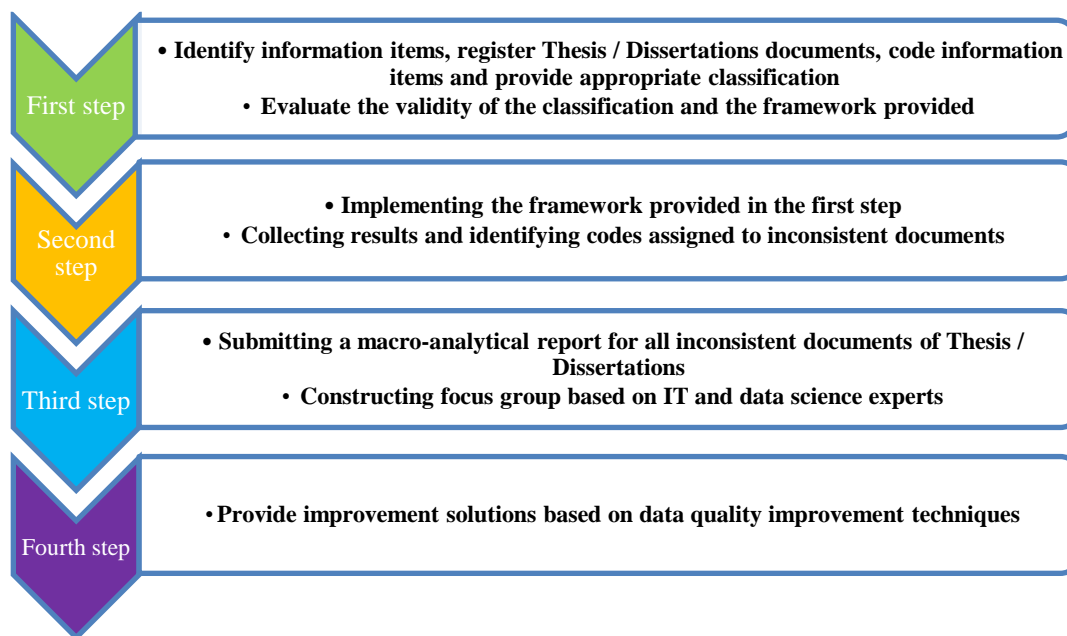 First step
• Identify information items, register Thesis / Dissertations documents, code information
items and provide appropriate classification
• Evaluate the validity of the classification and the framework provided
Second
step
• Implementing the framework provided in the first step
• Collecting results and identifying codes assigned to inconsistent documents
Third step
• Submitting a macro-analytical report for all inconsistent documents of Thesis /
Dissertations
• Constructing focus group based on IT and data science experts
Fourth step
• Provide improvement solutions based on data quality improvement techniques